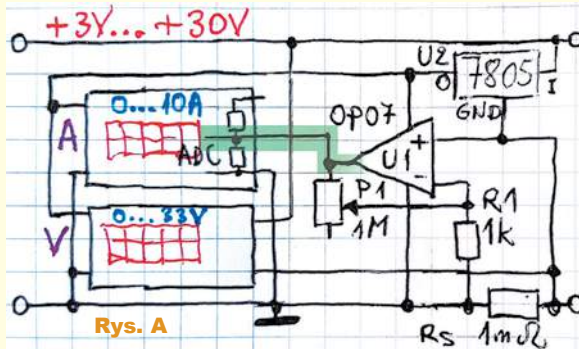 +3V... +30V
U2
7805
O
I
GND
0...10A
A
ADC
OP07
+
U1
-
P1
1M
R1
1k
0...33V
V
Rys. A
Rs
1mΩ